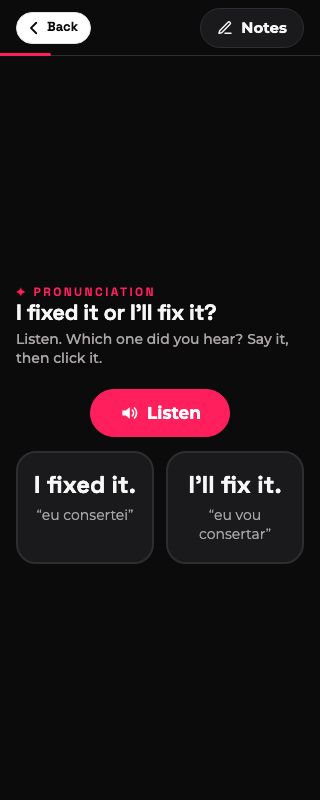 Back
Notes
PRONUNCIATION
I fixed it or I’ll fix it?
Listen. Which one did you hear? Say it,
then click it.
Listen
I fixed it.
“eu consertei”
I’ll fix it.
“eu vou
consertar”